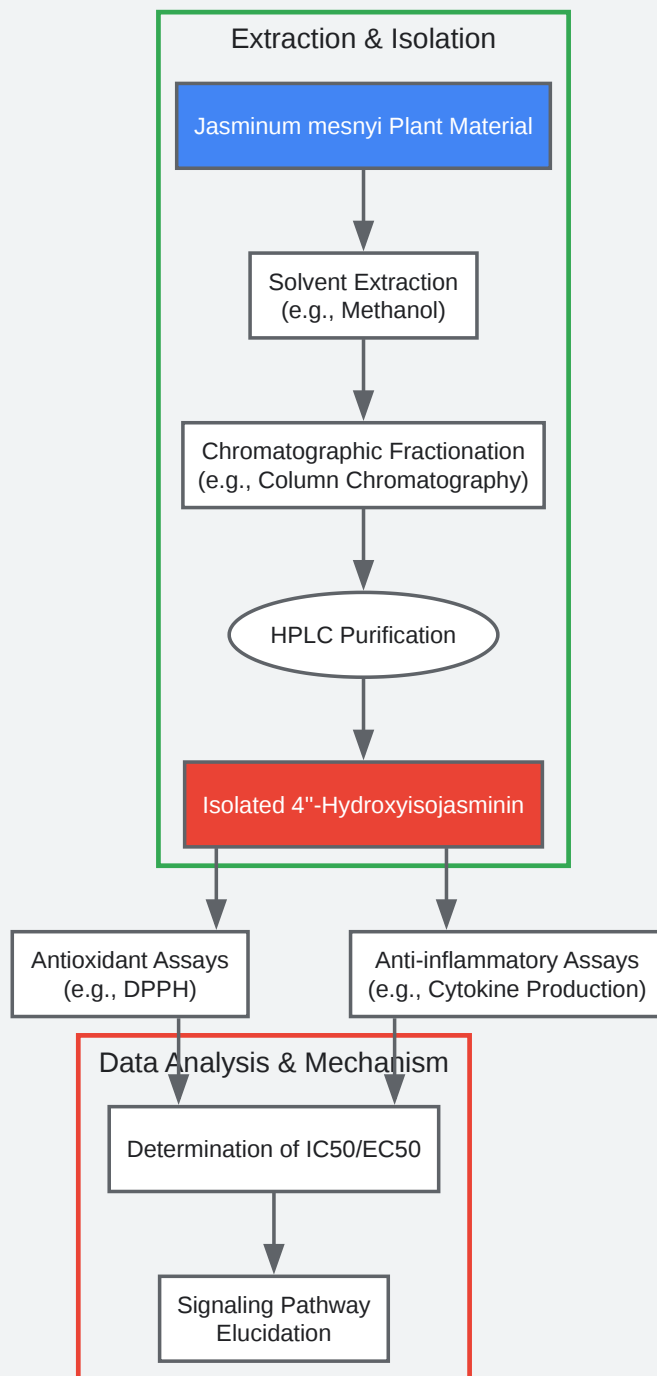 Extraction & Isolation
Jasminum mesnyi Plant Material
Solvent Extraction
(e.g., Methanol)
Chromatographic Fractionation
(e.g., Column Chromatography)
HPLC Purification
Isolated 4''-Hydroxyisojasminin
Antioxidant Assays
(e.g., DPPH)
Anti-inflammatory Assays
(e.g., Cytokine Production)
Data Analysis & Mechanism
Determination of IC50/EC50
Signaling Pathway
Elucidation